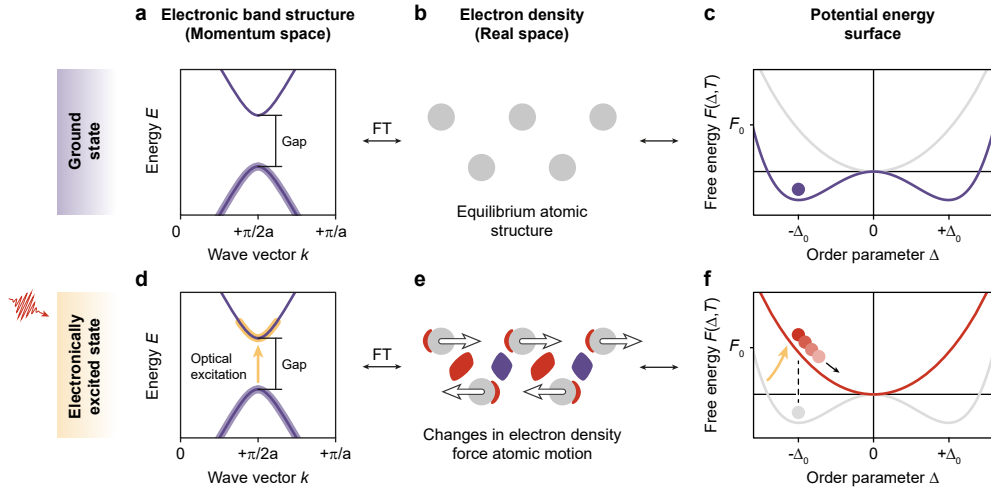 a
Electronic band structure
(Momentum space)
b
Electron density
(Real space)
c
Potential energy
surface
Ground
state
Energy E
Gap
0
+π/2a
+π/a
Wave vector k
FT
Equilibrium atomic
structure
Free energy F(Δ,T)
F₀
-Δ₀
0
+Δ₀
Order parameter Δ
Electronically
excited state
d
Energy E
Optical
excitation
Gap
0
+π/2a
+π/a
Wave vector k
FT
e
Changes in electron density
force atomic motion
f
Free energy F(Δ,T)
F₀
-Δ₀
0
+Δ₀
Order parameter Δ